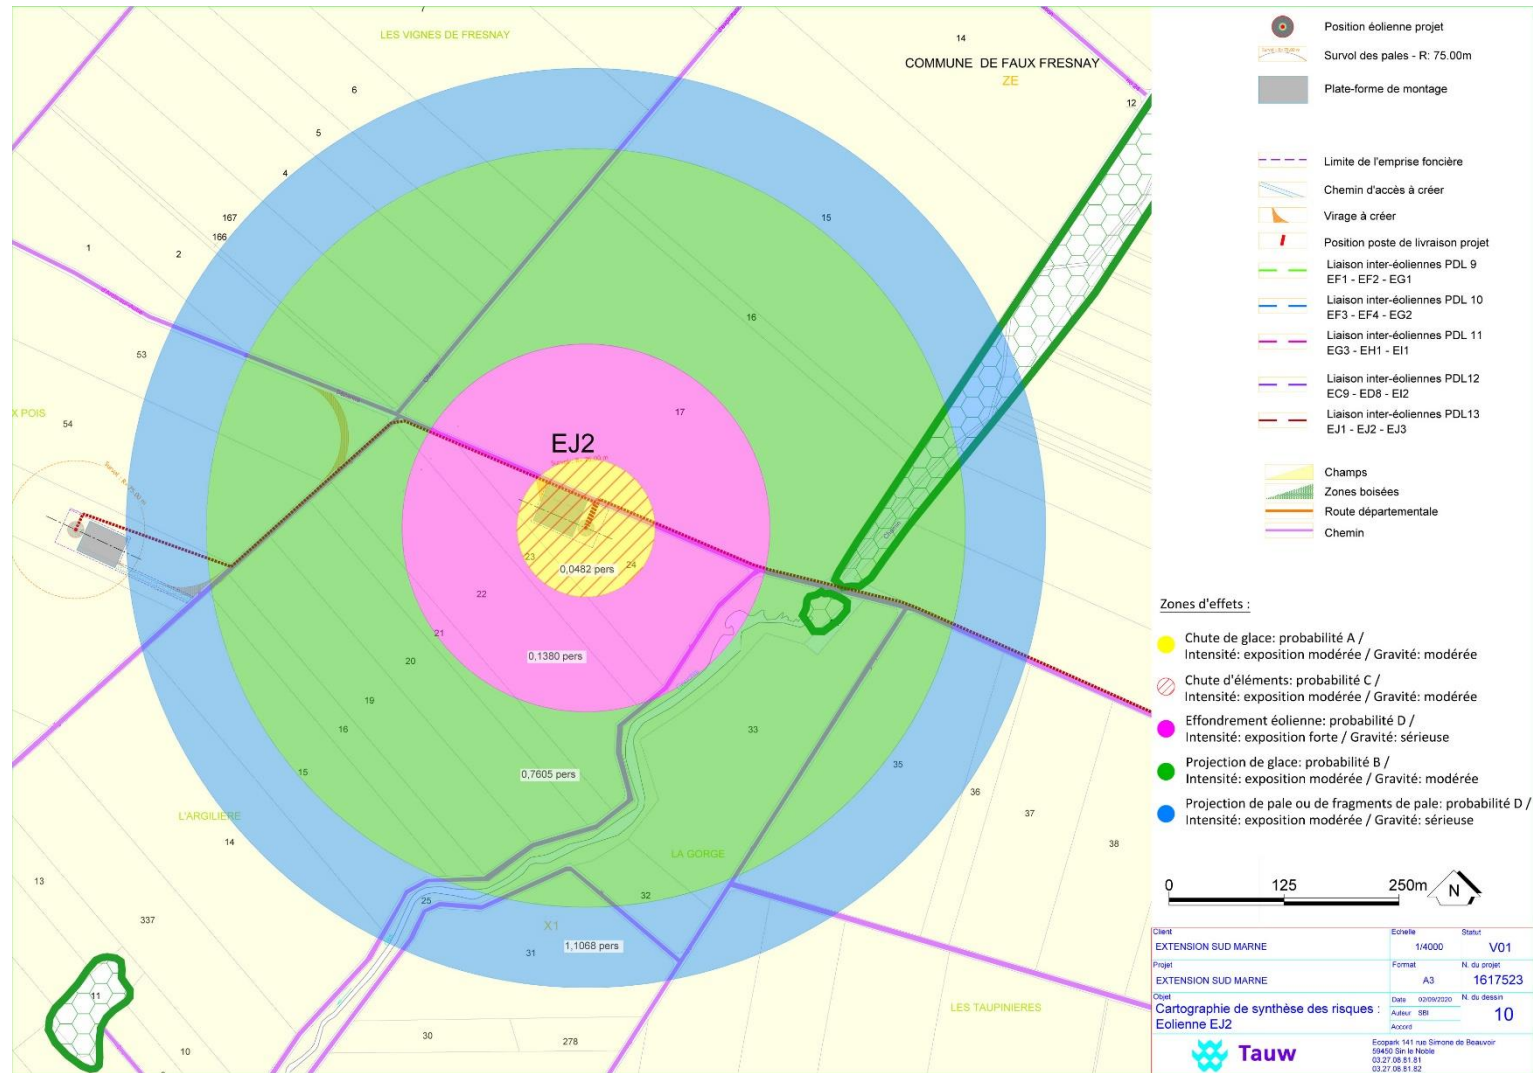 LES VIGNES DE FRESNAY
14
COMMUNE DE FAUX FRESNAY
ZE
12
6
5
4
15
167
166
1
2
16
53
17
X POIS
54
EJ2
Survol - R: 75.00 m
23
24
0,0482 pers
22
21
0,1380 pers
20
19
16
33
15
0,7605 pers
35
36
37
L'ARGILIERE
14
38
LA GORGE
13
32
25
337
X1
31
1,1068 pers
11
LES TAUPINIERES
30
278
10
Position éolienne projet
Survol des pales - R: 75.00m
Plate-forme de montage
Limite de l'emprise foncière
Chemin d'accès à créer
Virage à créer
Position poste de livraison projet
Liaison inter-éoliennes PDL 9
EF1 - EF2 - EG1
Liaison inter-éoliennes PDL 10
EF3 - EF4 - EG2
Liaison inter-éoliennes PDL 11
EG3 - EH1 - EI1
Liaison inter-éoliennes PDL12
EC9 - ED8 - EI2
Liaison inter-éoliennes PDL13
EJ1 - EJ2 - EJ3
Champs
Zones boisées
Route départementale
Chemin
Zones d'effets :
Chute de glace: probabilité A /
Intensité: exposition modérée / Gravité: modérée
Chute d'éléments: probabilité C /
Intensité: exposition modérée / Gravité: modérée
Effondrement éolienne: probabilité D /
Intensité: exposition forte / Gravité: sérieuse
Projection de glace: probabilité B /
Intensité: exposition modérée / Gravité: modérée
Projection de pale ou de fragments de pale: probabilité D /
Intensité: exposition modérée / Gravité: sérieuse
0 125 250m
N
Client
EXTENSION SUD MARNE
Echelle
1/4000
Statut
V01
Projet
EXTENSION SUD MARNE
Format
A3
N. du projet
1617523
Objet
Cartographie de synthèse des risques :
Eolienne EJ2
Date 02/09/2020
Auteur SBI
Accord
N. du dessin
10
Tauw
Ecopark 141 rue Simone de Beauvoir
59450 Sin le Noble
03.27.08.81.81
03.27.08.81.82